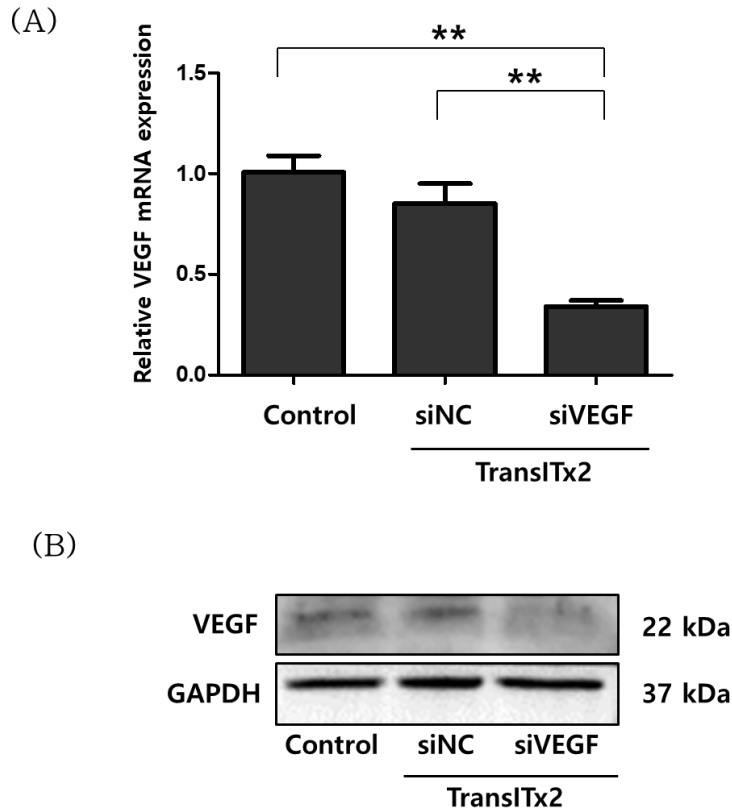 (A)
**
**
Relative VEGF mRNA expression
1.5
1.0
0.5
0.0
Control siNC siVEGF
TransITx2
(B)
VEGF 22 kDa
GAPDH 37 kDa
Control siNC siVEGF
TransITx2